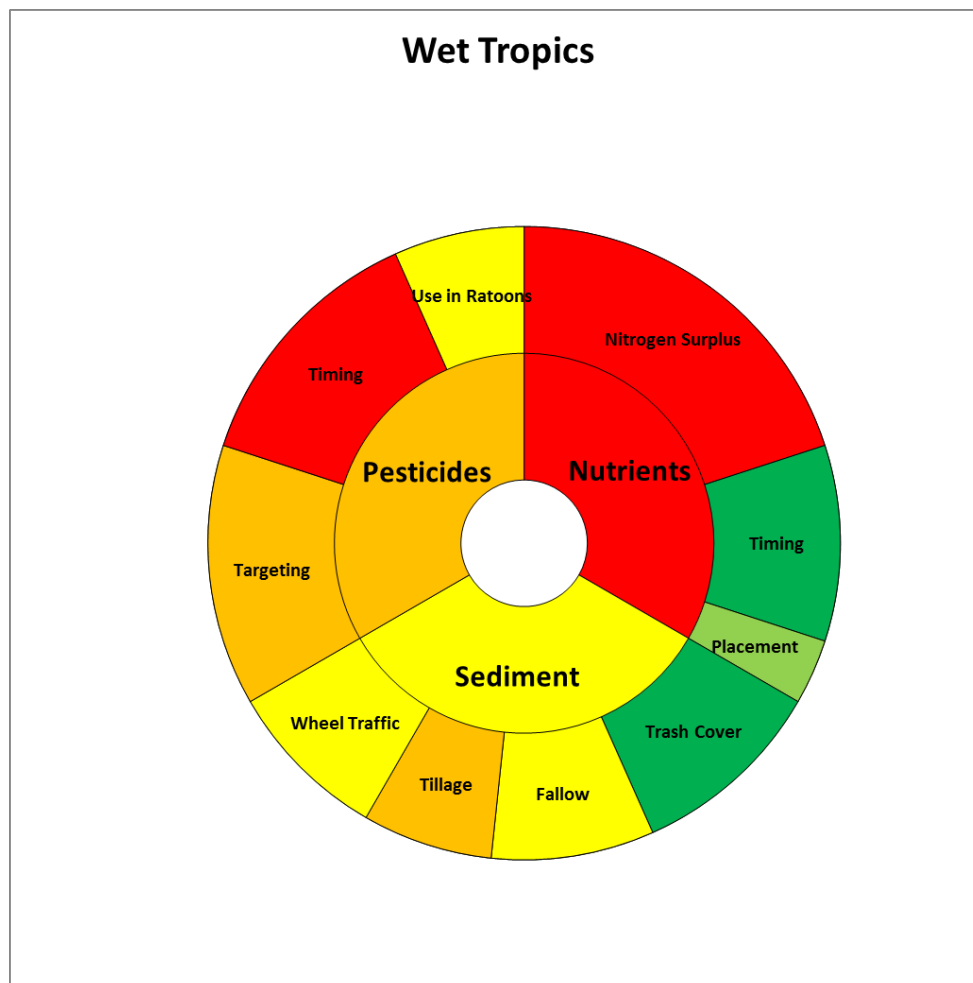 Wet Tropics
Use in Ratoons
Nitrogen Surplus
Timing
Pesticides
Nutrients
Timing
Targeting
Placement
Sediment
Wheel Traffic
Trash Cover
Tillage
Fallow